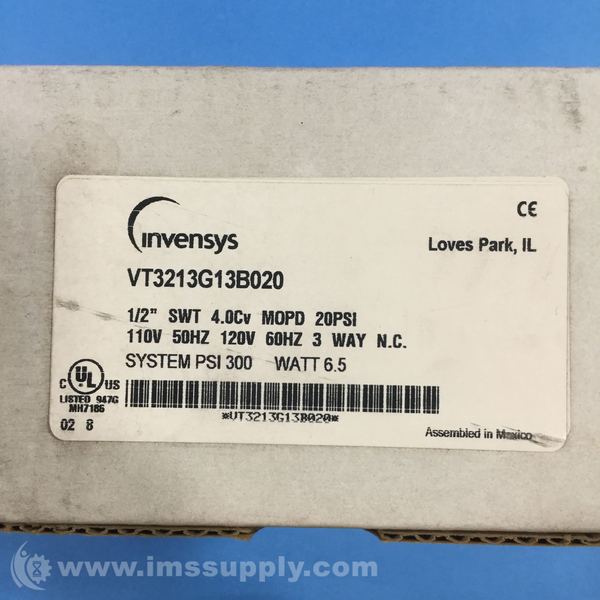 CE
invensys
Loves Park, IL
VT3213G13B020
1/2" SWT 4.0Cv MOPD 20PSI
110V 50HZ 120V 60HZ 3 WAY N.C.
SYSTEM PSI 300 WATT 6.5
C UL US
LISTED 947G
MH7186
02 8
*VT3213G13B020*
Assembled in Mexico
www.imssupply.com